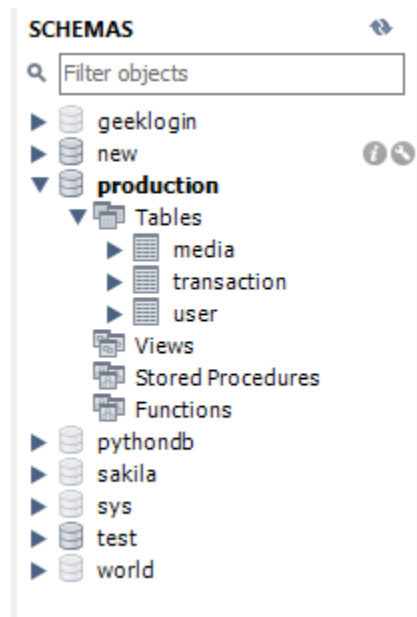 SCHEMAS
Filter objects
geeklogin
new
production
Tables
media
transaction
user
Views
Stored Procedures
Functions
pythondb
sakila
sys
test
world